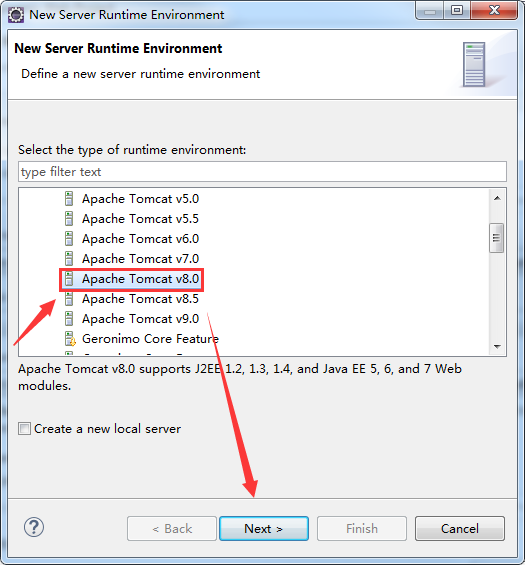 New Server Runtime Environment
New Server Runtime Environment
Define a new server runtime environment
Select the type of runtime environment:
type filter text
Apache Tomcat v5.0
Apache Tomcat v5.5
Apache Tomcat v6.0
Apache Tomcat v7.0
Apache Tomcat v8.0
Apache Tomcat v8.5
Apache Tomcat v9.0
Geronimo Core Feature
Apache Tomcat v8.0 supports J2EE 1.2, 1.3, 1.4, and Java EE 5, 6, and 7 Web
modules.
Create a new local server
? < Back Next > Finish Cancel